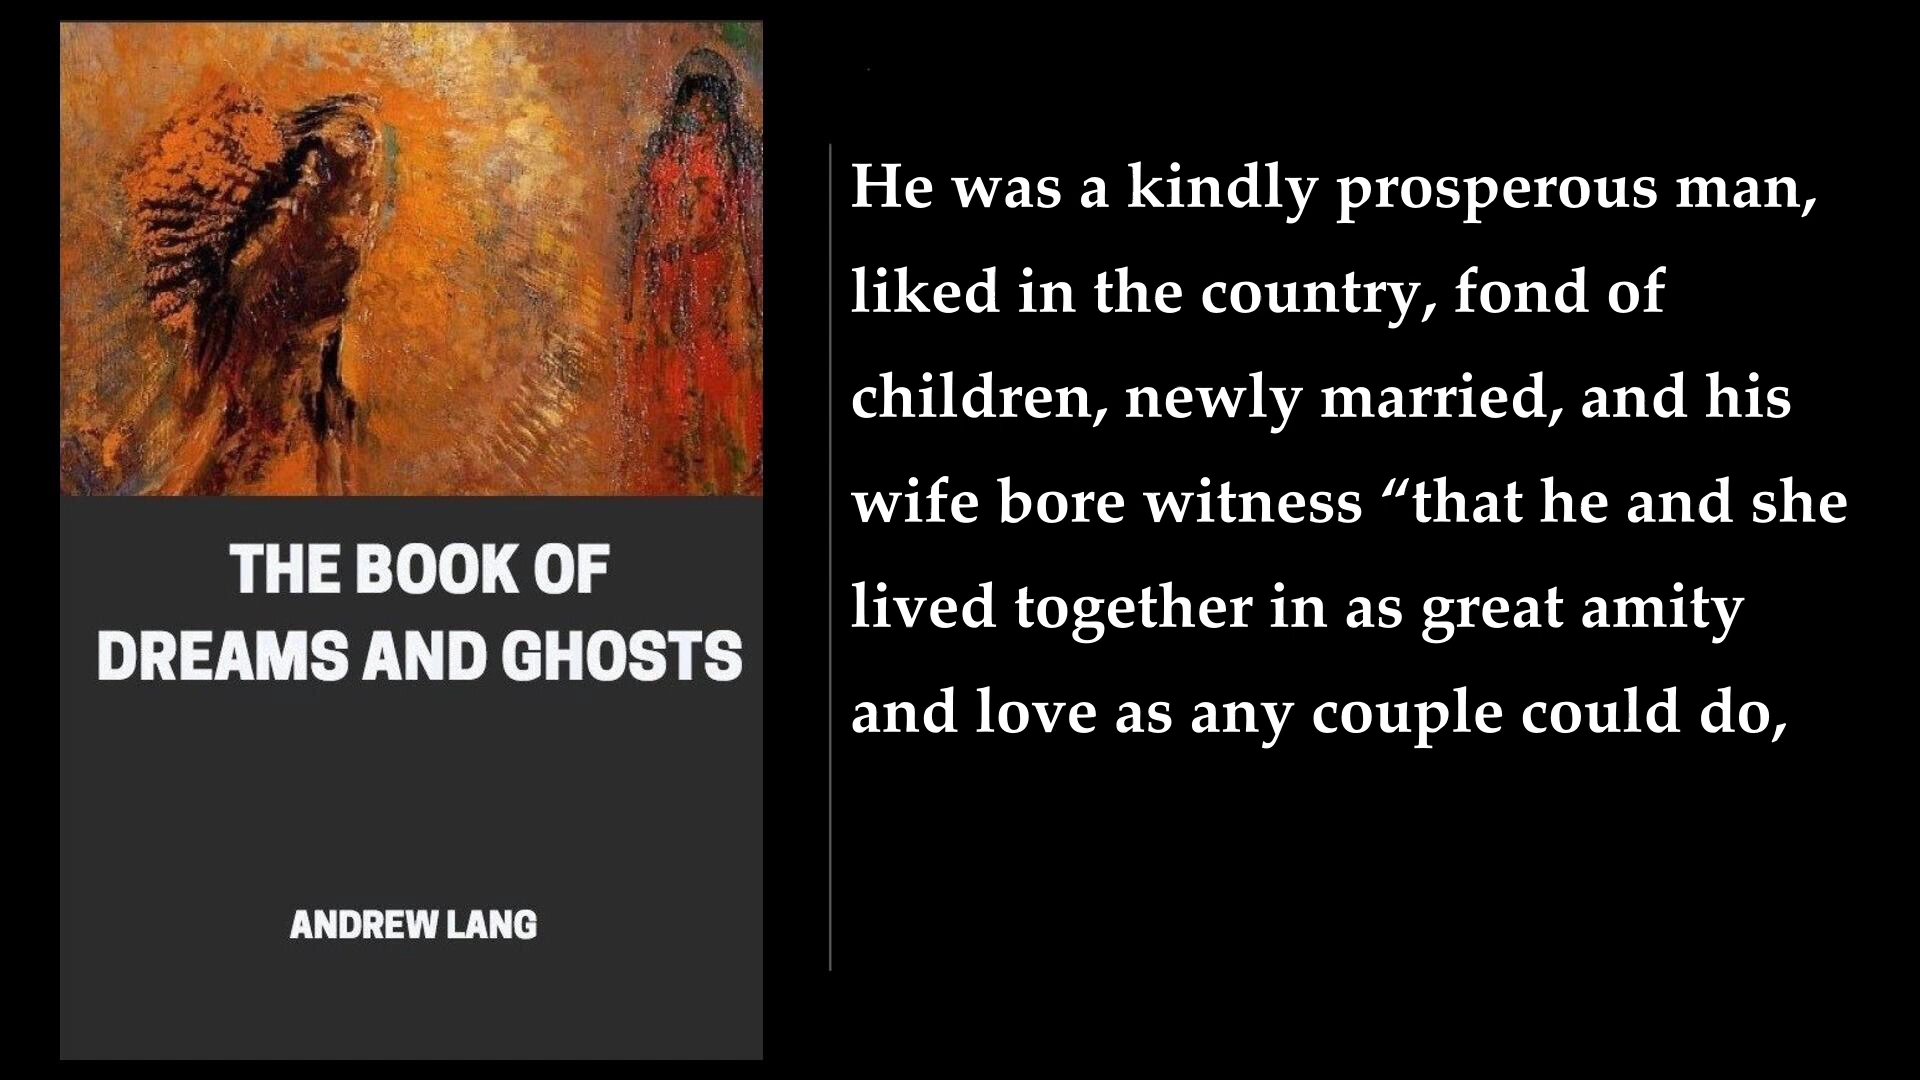 THE BOOK OF
DREAMS AND GHOSTS
ANDREW LANG
He was a kindly prosperous man,
liked in the country, fond of
children, newly married, and his
wife bore witness “that he and she
lived together in as great amity
and love as any couple could do,